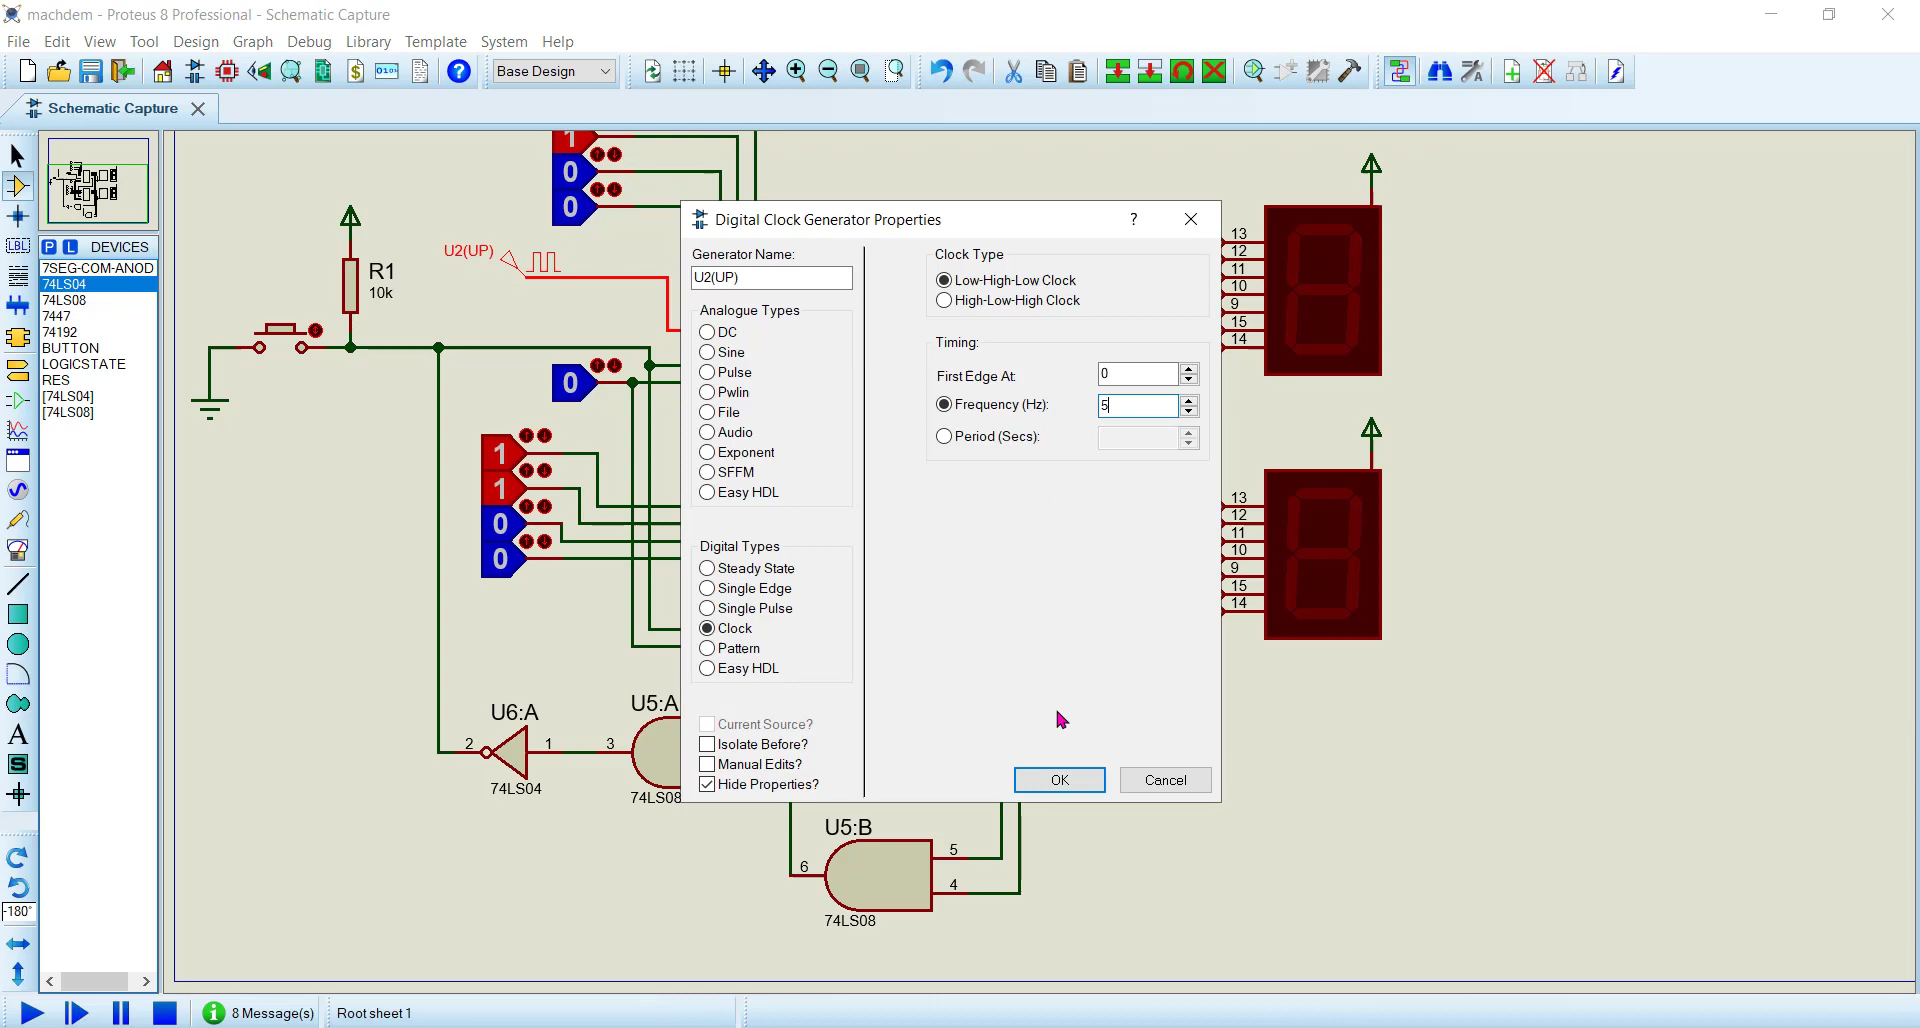 machdem - Proteus 8 Professional - Schematic Capture
File Edit View Tool Design Graph Debug Library Template System Help
$ 0101 ? Base Design
Schematic Capture
LBL
A
S
-180°
P L DEVICES
7SEG-COM-ANOD
74LS04
74LS08
7447
74192
BUTTON
LOGICSTATE
RES
[74LS04]
[74LS08]
1
0
0
U2(UP)
R1
10k
0
1
1
0
0
U6:A
2 1
74LS04
U5:A
3
74LS08
U5:B
6 5
4
74LS08
13
12
11
10
9
15
14
13
12
11
10
9
15
14
Digital Clock Generator Properties ?
Generator Name:
U2(UP)
Analogue Types
DC
Sine
Pulse
Pwlin
File
Audio
Exponent
SFFM
Easy HDL
Digital Types
Steady State
Single Edge
Single Pulse
Clock
Pattern
Easy HDL
Current Source?
Isolate Before?
Manual Edits?
Hide Properties?
Clock Type
Low-High-Low Clock
High-Low-High Clock
Timing:
First Edge At: 0
Frequency (Hz): 5
Period (Secs):
OK Cancel
8 Message(s) Root sheet 1